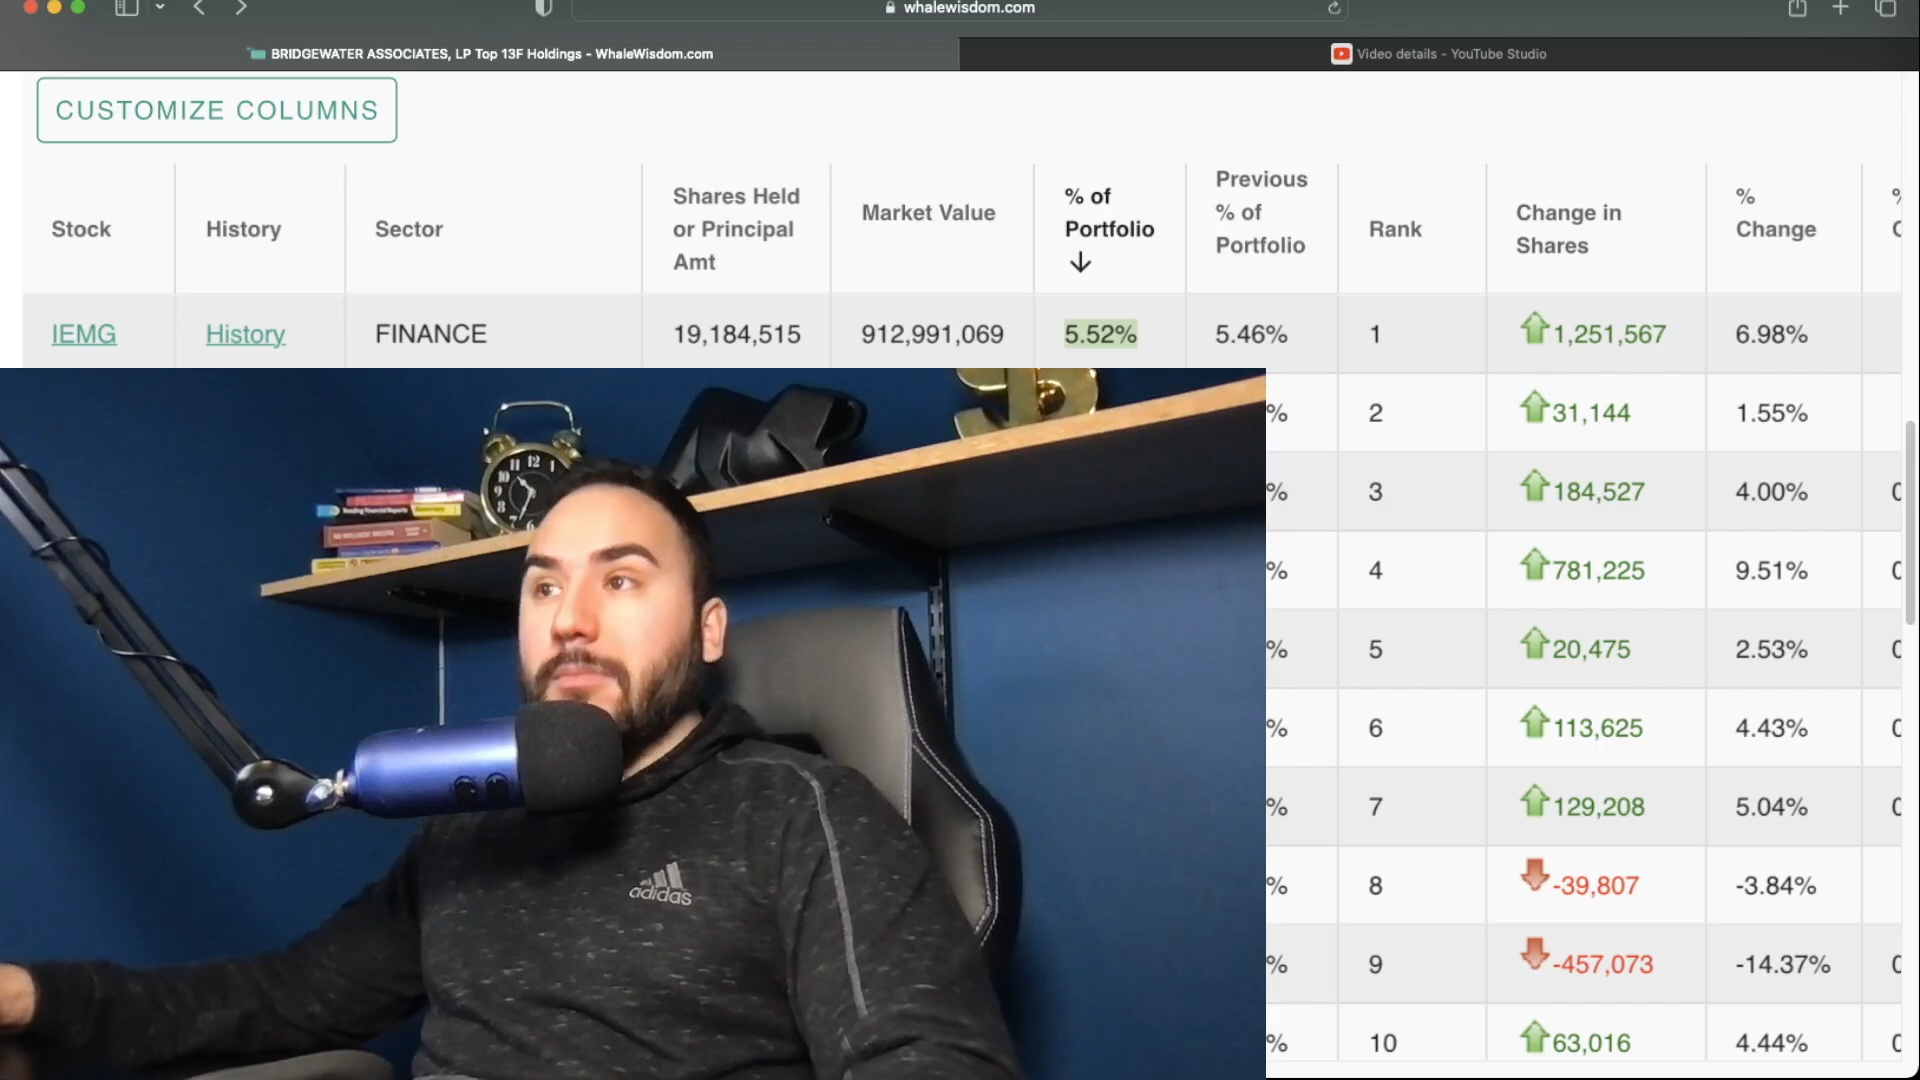 whalewisdom.com
BRIDGEWATER ASSOCIATES, LP Top 13F Holdings - WhaleWisdom.com
Video details - YouTube Studio
CUSTOMIZE COLUMNS
Stock
History
Sector
Shares Held
or Principal
Amt
Market Value
% of
Portfolio
Previous
% of
Portfolio
Rank
Change in
Shares
%
Change
IEMG History FINANCE 19,184,515 912,991,069 5.52% 5.46% 1 1,251,567 6.98%
% 2 31,144 1.55%
% 3 184,527 4.00%
% 4 781,225 9.51%
% 5 20,475 2.53%
% 6 113,625 4.43%
% 7 129,208 5.04%
% 8 -39,807 -3.84%
% 9 -457,073 -14.37%
% 10 63,016 4.44%
Reading Financial Reports
adidas